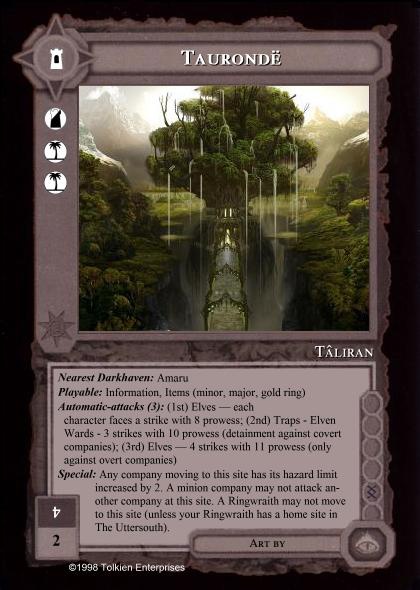 TAURONDË
TÂLIRAN
Nearest Darkhaven: Amaru
Playable: Information, Items (minor, major, gold ring)
Automatic-attacks (3): (1st) Elves — each
character faces a strike with 8 prowess; (2nd) Traps - Elven
Wards - 3 strikes with 10 prowess (detainment against covert
companies); (3rd) Elves — 4 strikes with 11 prowess (only
against overt companies)
Special: Any company moving to this site has its hazard limit
increased by 2. A minion company may not attack an-
other company at this site. A Ringwraith may not move
to this site (unless your Ringwraith has a home site in
The Uttersouth).
4
2
ART BY
©1998 Tolkien Enterprises